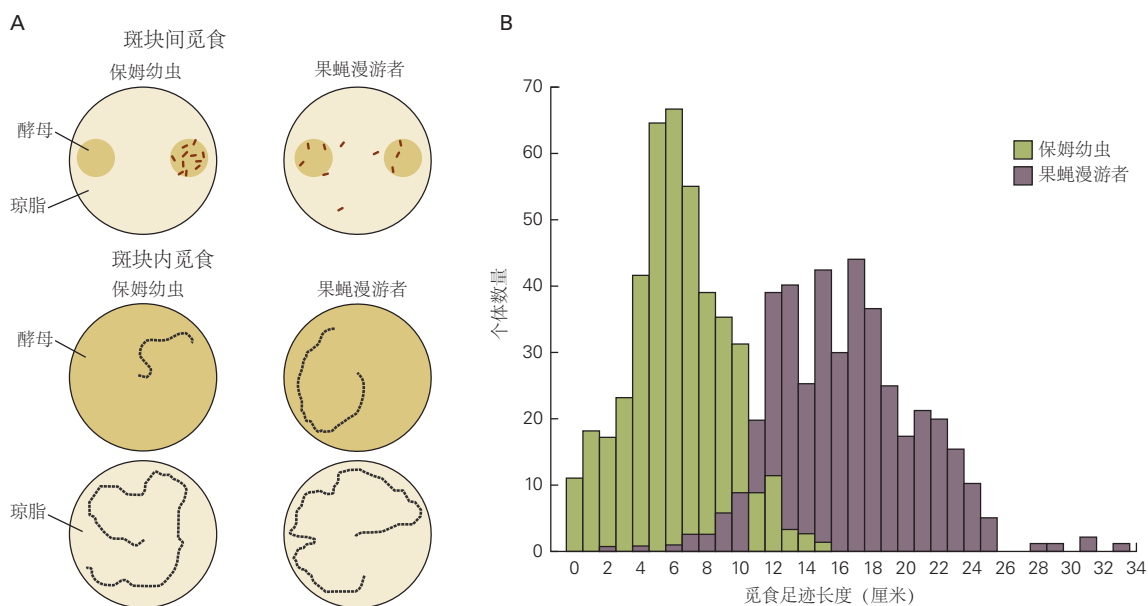 A
斑块间觅食
保姆幼虫
果蝇漫游者
酵母
琼脂
斑块内觅食
保姆幼虫
果蝇漫游者
酵母
琼脂
B
70
60
50
40
30
20
10
0
个体数量
保姆幼虫
果蝇漫游者
0 2 4 6 8 10 12 14 16 18 20 22 24 26 28 30 32 34
觅食足迹长度（厘米）